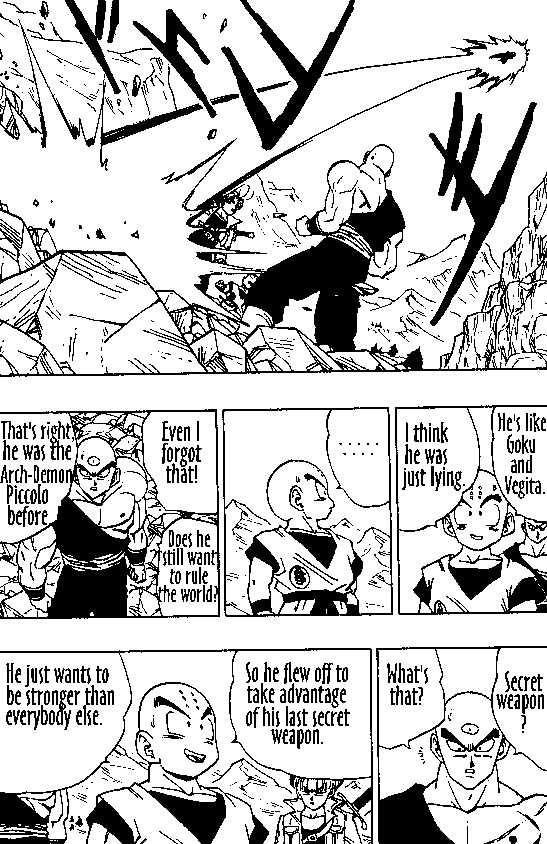 That's right
he was the
Arch-Demon
Piccolo
before
Even I
forgot
that!
Does he
still want
to rule
the world?
......
I think
he was
just lying.
He's like
Goku
and
Vegita.
He just wants to
be stronger than
everybody else.
So he flew off to
take advantage
of his last secret
weapon.
What's
that?
Secret
weapon
?